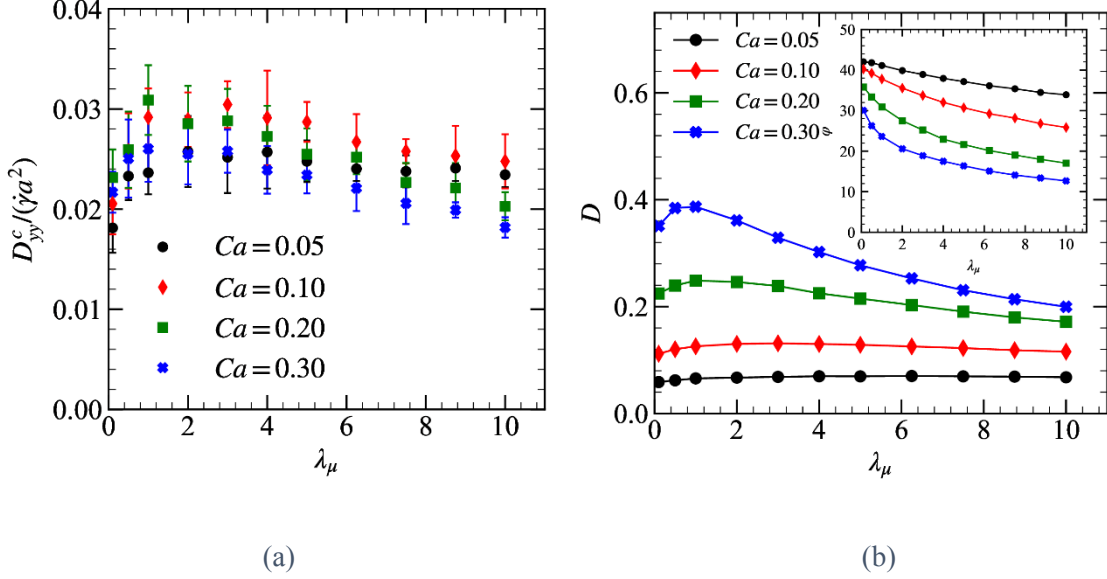 0.04
0.03
0.02
0.01
0.00
D^c_yy/(γ̇a²)
Ca = 0.05
Ca = 0.10
Ca = 0.20
Ca = 0.30
0 2 4 6 8 10
λ_μ
(a)
0.6
0.4
0.2
0.0
D
Ca = 0.05
Ca = 0.10
Ca = 0.20
Ca = 0.30
50
40
30
20
10
0
φ
0 2 4 6 8 10
λ_μ
0 2 4 6 8 10
λ_μ
(b)